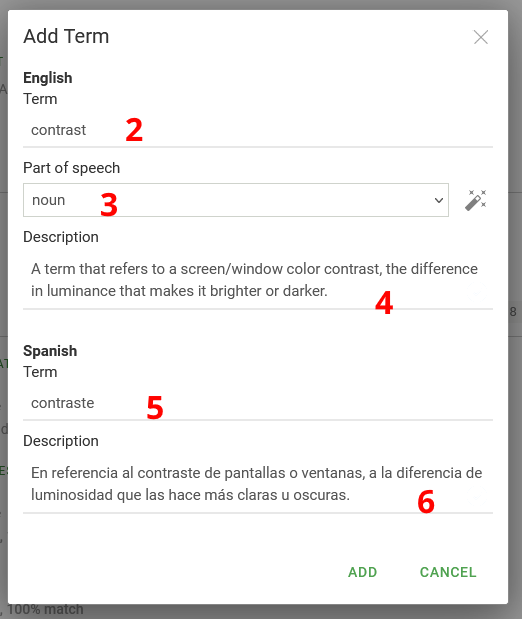 Add Term
English
Term
contrast 2
Part of speech
noun 3
Description
A term that refers to a screen/window color contrast, the difference
in luminance that makes it brighter or darker.
4
8
Spanish
Term
contraste 5
Description
En referencia al contraste de pantallas o ventanas, a la diferencia de
luminosidad que las hace más claras u oscuras.
6
ADD CANCEL
, 100% match